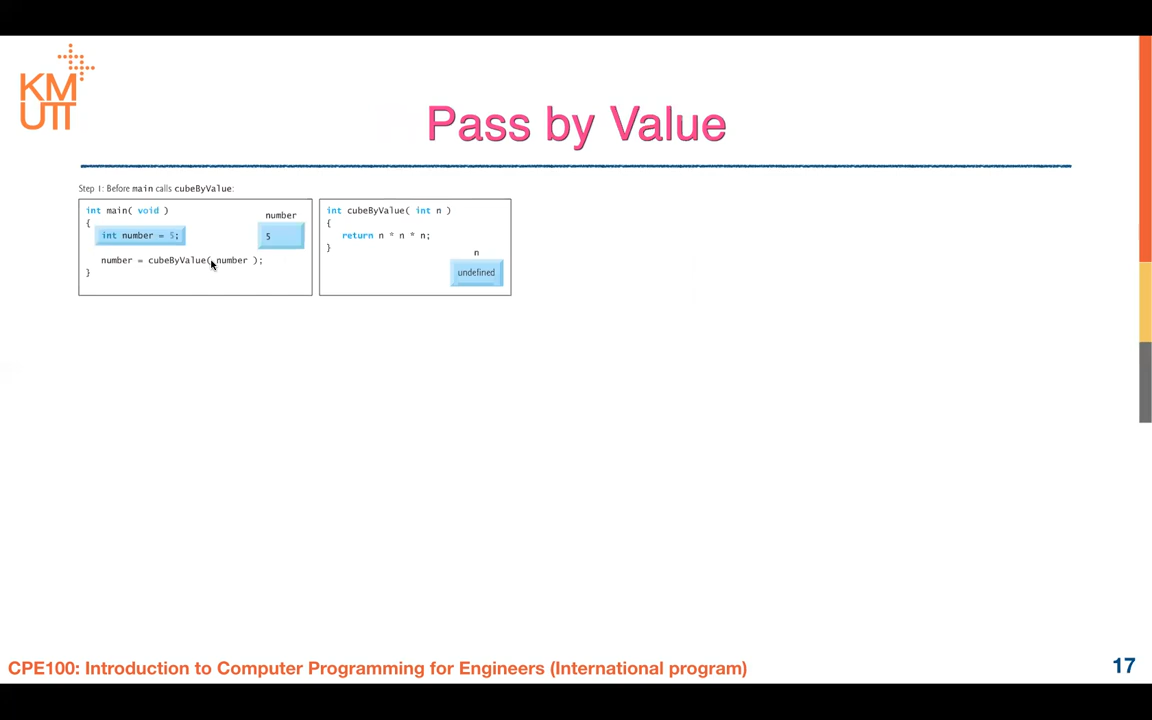 KM
UTT
Pass by Value
Step 1: Before main calls cubeByValue:
int main( void )
{
int number = 5;
number = cubeByValue( number );
}
number
5
int cubeByValue( int n )
{
return n * n * n;
}
n
undefined
CPE100: Introduction to Computer Programming for Engineers (International program)
17